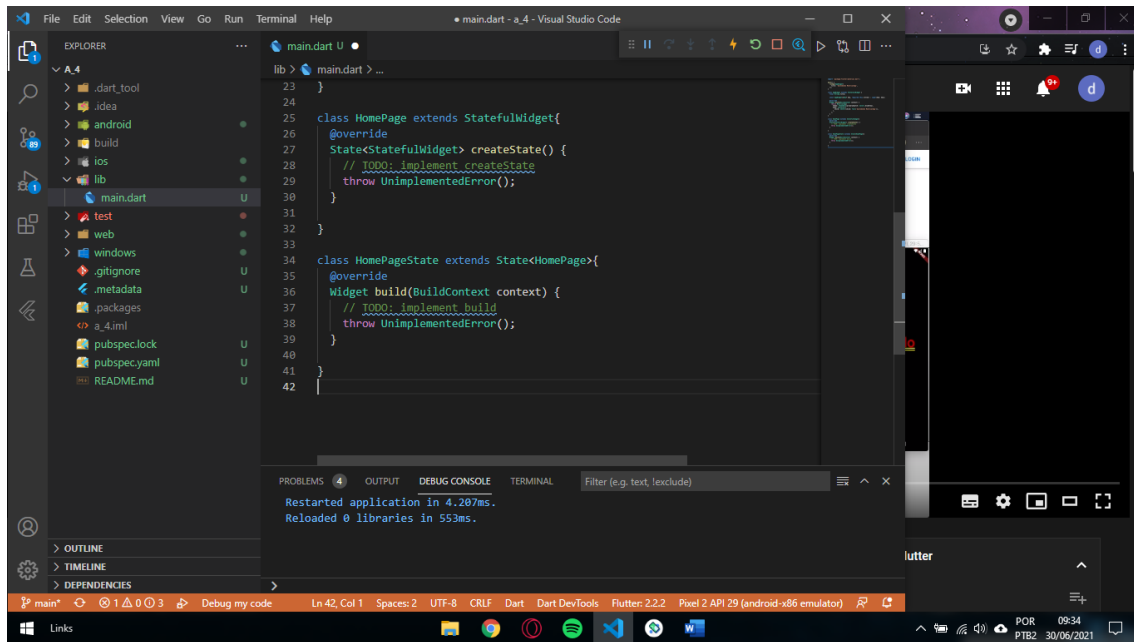 File Edit Selection View Go Run Terminal Help
● main.dart - a_4 - Visual Studio Code
EXPLORER
A_4
.dart_tool
.idea
android
build
ios
lib
main.dart U
test
web
windows
.gitignore U
.metadata U
.packages
a_4.iml
pubspec.lock U
pubspec.yaml U
README.md U
OUTLINE
TIMELINE
DEPENDENCIES
1
89
1
main.dart U ●
lib > main.dart > ...
23 }
24
25 class HomePage extends StatefulWidget{
26 @override
27 State<StatefulWidget> createState() {
28 // TODO: implement createState
29 throw UnimplementedError();
30 }
31
32 }
33
34 class HomePageState extends State<HomePage>{
35 @override
36 Widget build(BuildContext context) {
37 // TODO: implement build
38 throw UnimplementedError();
39 }
40
41 }
42
PROBLEMS 4 OUTPUT DEBUG CONSOLE TERMINAL Filter (e.g. text, !exclude)
Restarted application in 4.207ms.
Reloaded 0 libraries in 553ms.
>
main* 1 0 3 Debug my code Ln 42, Col 1 Spaces: 2 UTF-8 CRLF Dart Dart DevTools Flutter: 2.2.2 Pixel 2 API 29 (android-x86 emulator)
d
9+
d
LOGIN
lutter
Links
POR
PTB2
09:34
30/06/2021